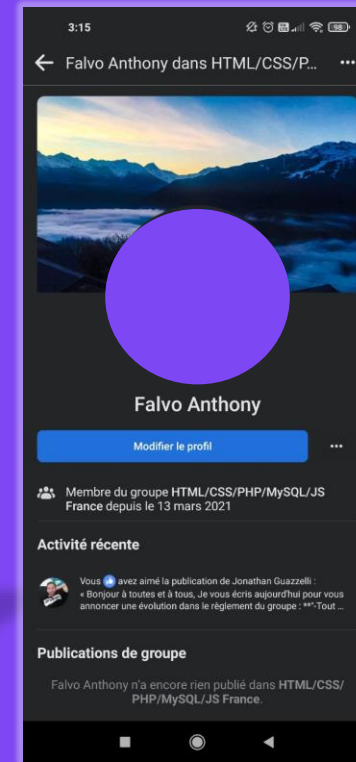 3:15
98
Falvo Anthony dans HTML/CSS/P...
Falvo Anthony
Modifier le profil
Membre du groupe HTML/CSS/PHP/MySQL/JS
France depuis le 13 mars 2021
Activité récente
Vous avez aimé la publication de Jonathan Guazzelli :
« Bonjour à toutes et à tous, Je vous écris aujourd'hui pour vous
annoncer une évolution dans le règlement du groupe : **"-Tout ...
Publications de groupe
Falvo Anthony n'a encore rien publié dans HTML/CSS/
PHP/MySQL/JS France.